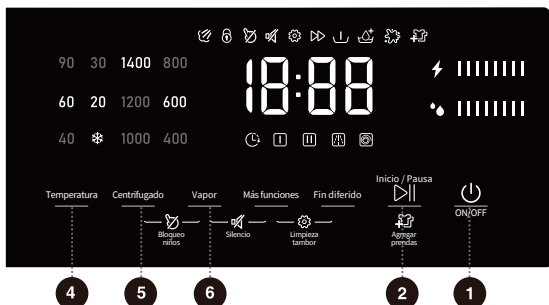 90 30 1400 800
18:88
60 20 1200 600
40 1000 400
Inicio / Pausa
Temperatura Centrifugado Vapor Más funciones Fin diferido
ON/OFF
Bloqueo
niños
Silencio
Limpieza
tambor
Agregar
prendas
4 5 6 2 1